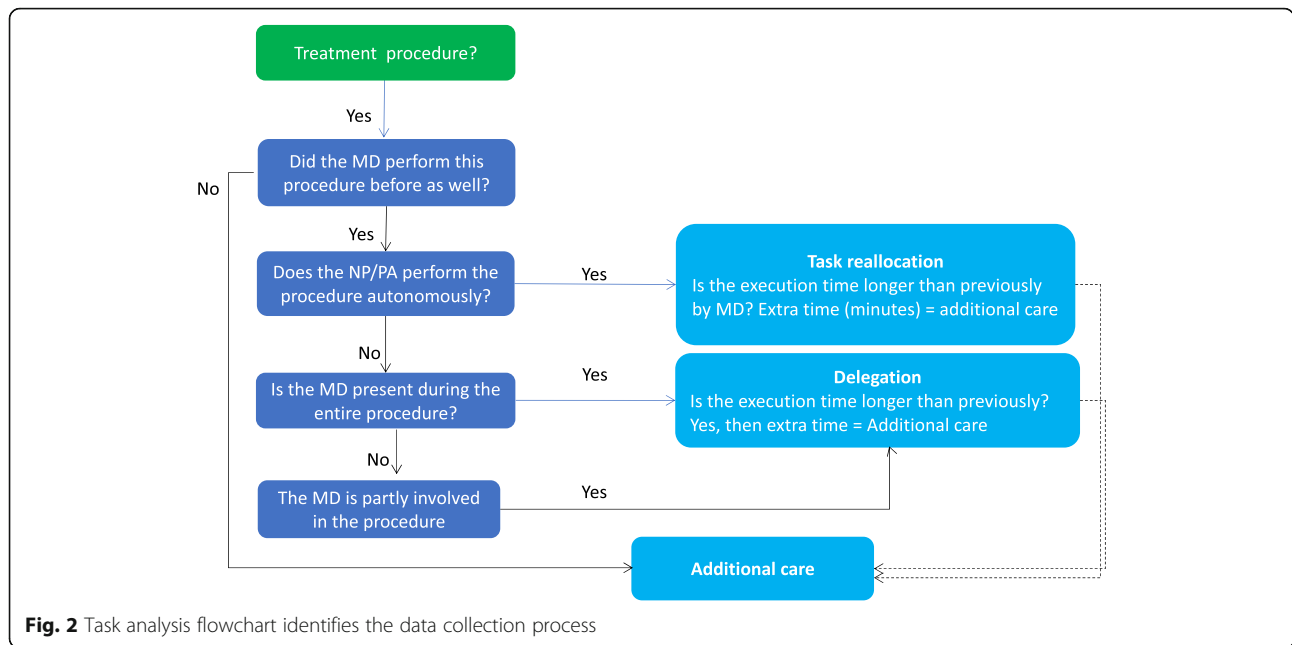 Treatment procedure?
Yes
Did the MD perform this
procedure before as well?
No
Yes
Does the NP/PA perform the
procedure autonomously?
Yes
Task reallocation
Is the execution time longer than previously
by MD? Extra time (minutes) = additional care
No
Is the MD present during the
entire procedure?
Yes
Delegation
Is the execution time longer than previously?
Yes, then extra time = Additional care
No
The MD is partly involved
in the procedure
Yes
Additional care
Fig. 2 Task analysis flowchart identifies the data collection process